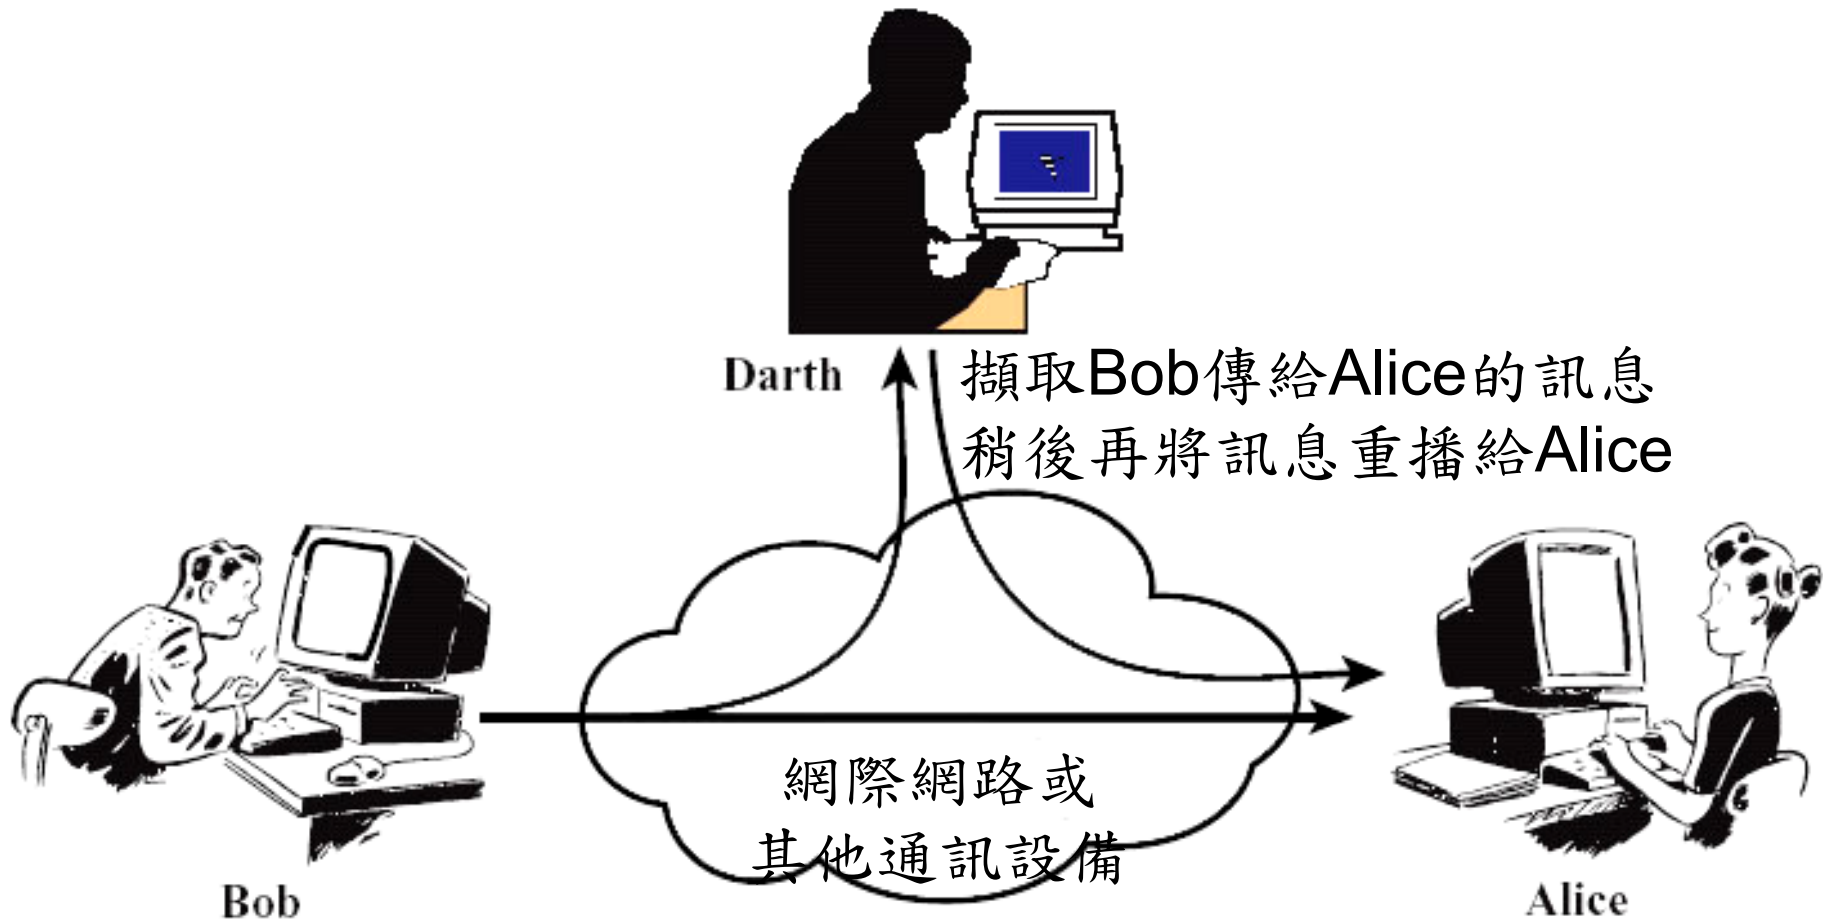 Darth
擷取Bob傳給Alice的訊息
稍後再將訊息重播給Alice
網際網路或
其他通訊設備
Bob
Alice